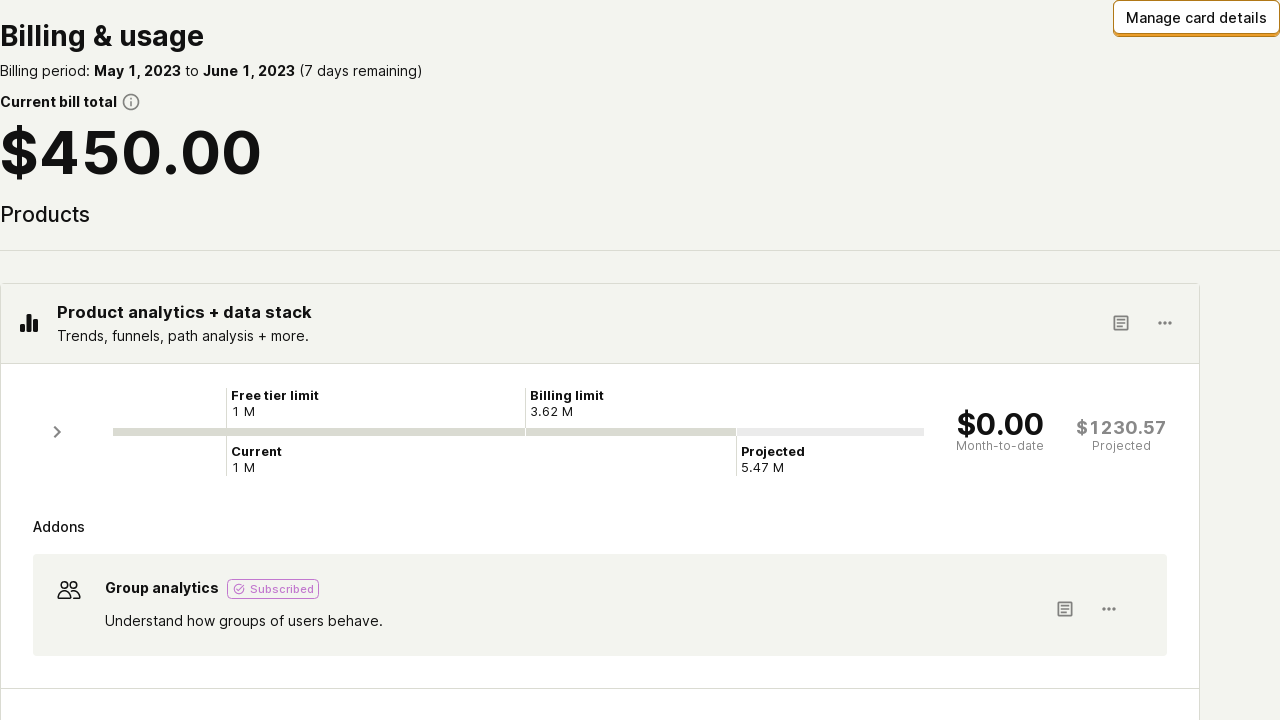 Manage card details
Billing & usage
Billing period: May 1, 2023 to June 1, 2023 (7 days remaining)
Current bill total
$450.00
Products
Product analytics + data stack
Trends, funnels, path analysis + more.
Free tier limit
1 M
Billing limit
3.62 M
Current
1 M
Projected
5.47 M
$0.00
Month-to-date
$1230.57
Projected
Addons
Group analytics
Subscribed
Understand how groups of users behave.